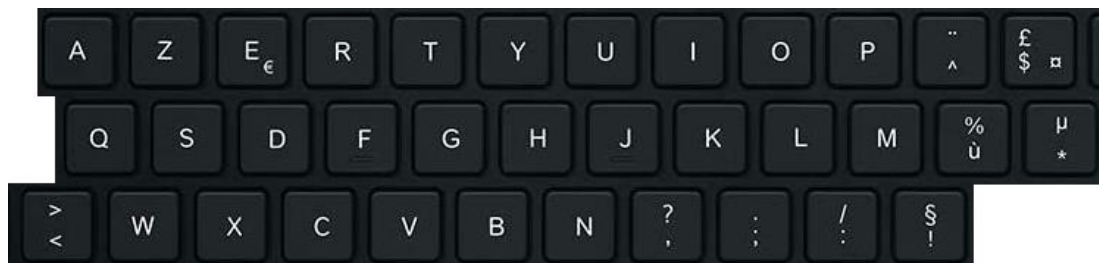 A Z E € R T Y U I O P ¨ ^ £ $ ¤
Q S D F G H J K L M % ù µ *
> < W X C V B N ? , . ; / : § !